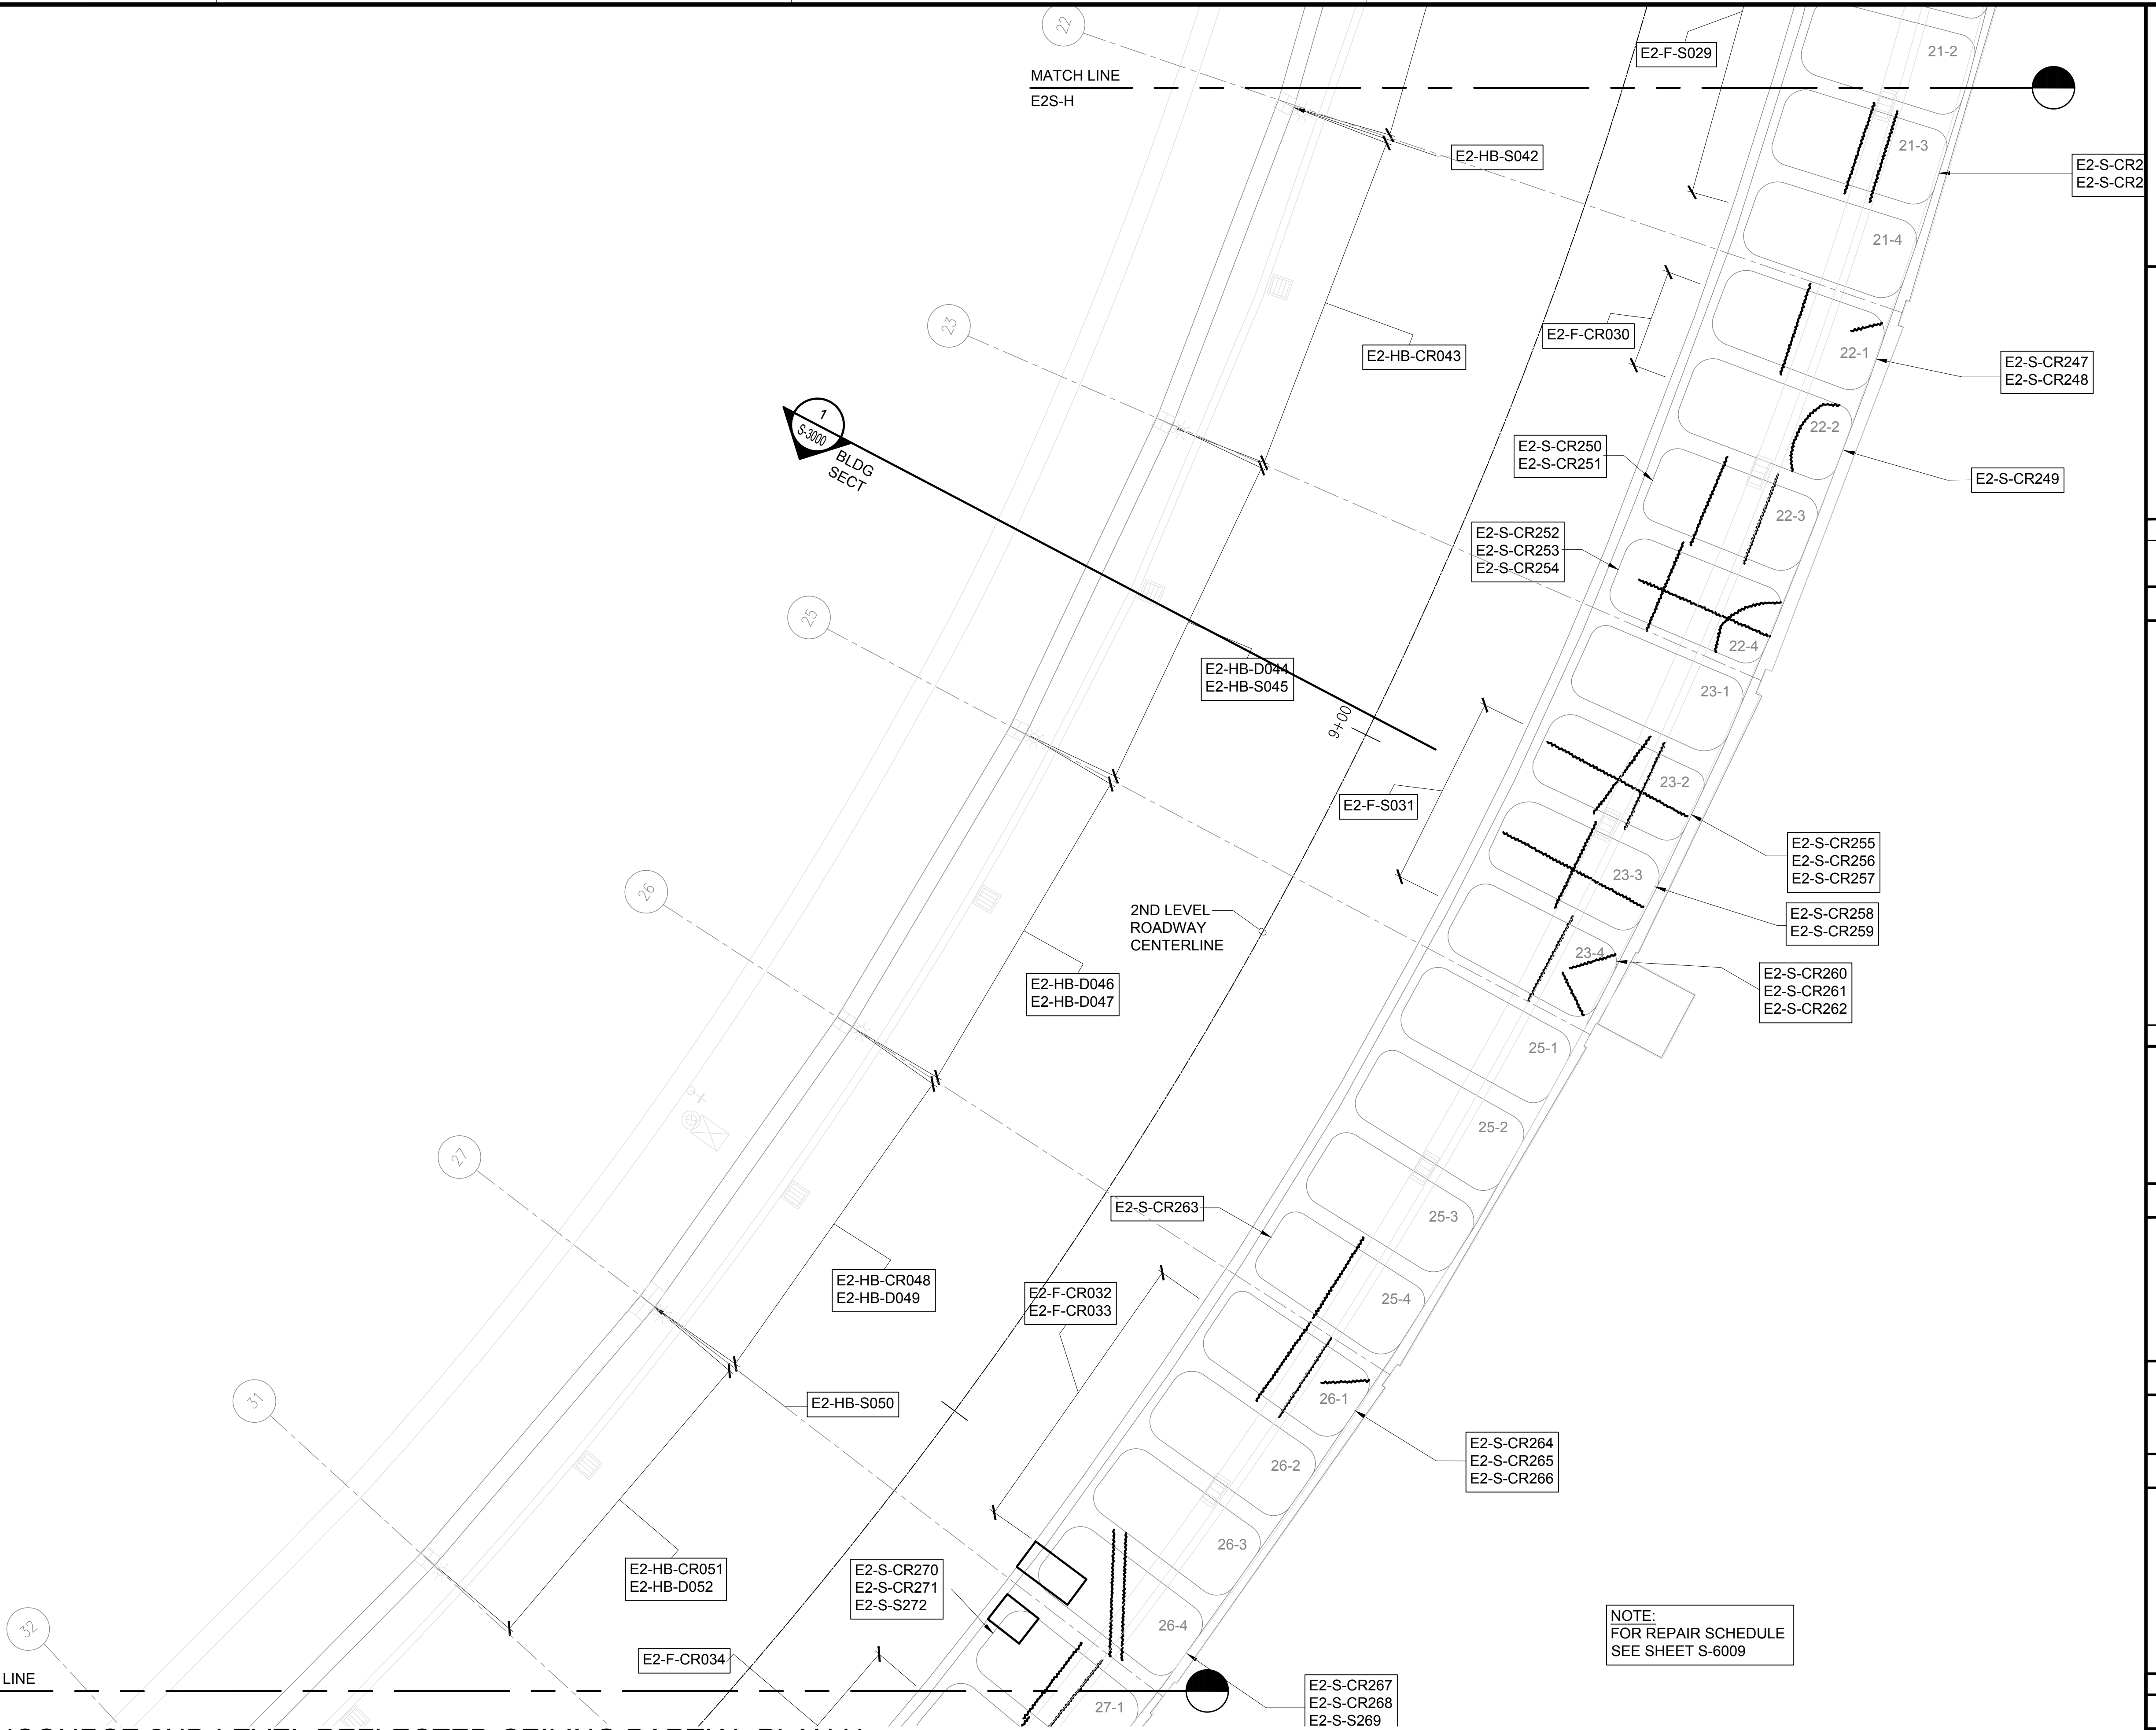 22
E2-F-S029
21-2
MATCH LINE
E2S-H
E2-HB-S042
21-3
E2-S-CR2
E2-S-CR2
21-4
23
E2-HB-CR043
E2-F-CR030
22-1
E2-S-CR247
E2-S-CR248
1
S-3000
BLDG
SECT
22-2
E2-S-CR250
E2-S-CR251
E2-S-CR249
22-3
E2-S-CR252
E2-S-CR253
E2-S-CR254
25
22-4
E2-HB-D044
E2-HB-S045
23-1
9+00
23-2
E2-F-S031
E2-S-CR255
E2-S-CR256
E2-S-CR257
23-3
26
2ND LEVEL
ROADWAY
CENTERLINE
E2-S-CR258
E2-S-CR259
23-4
E2-HB-D046
E2-HB-D047
E2-S-CR260
E2-S-CR261
E2-S-CR262
25-1
25-2
27
E2-S-CR263
25-3
E2-HB-CR048
E2-HB-D049
E2-F-CR032
E2-F-CR033
25-4
31
E2-HB-S050
26-1
E2-S-CR264
E2-S-CR265
E2-S-CR266
26-2
26-3
E2-HB-CR051
E2-HB-D052
E2-S-CR270
E2-S-CR271
E2-S-S272
32
26-4
NOTE:
FOR REPAIR SCHEDULE
SEE SHEET S-6009
E2-F-CR034
LINE
27-1
E2-S-CR267
E2-S-CR268
E2-S-S269